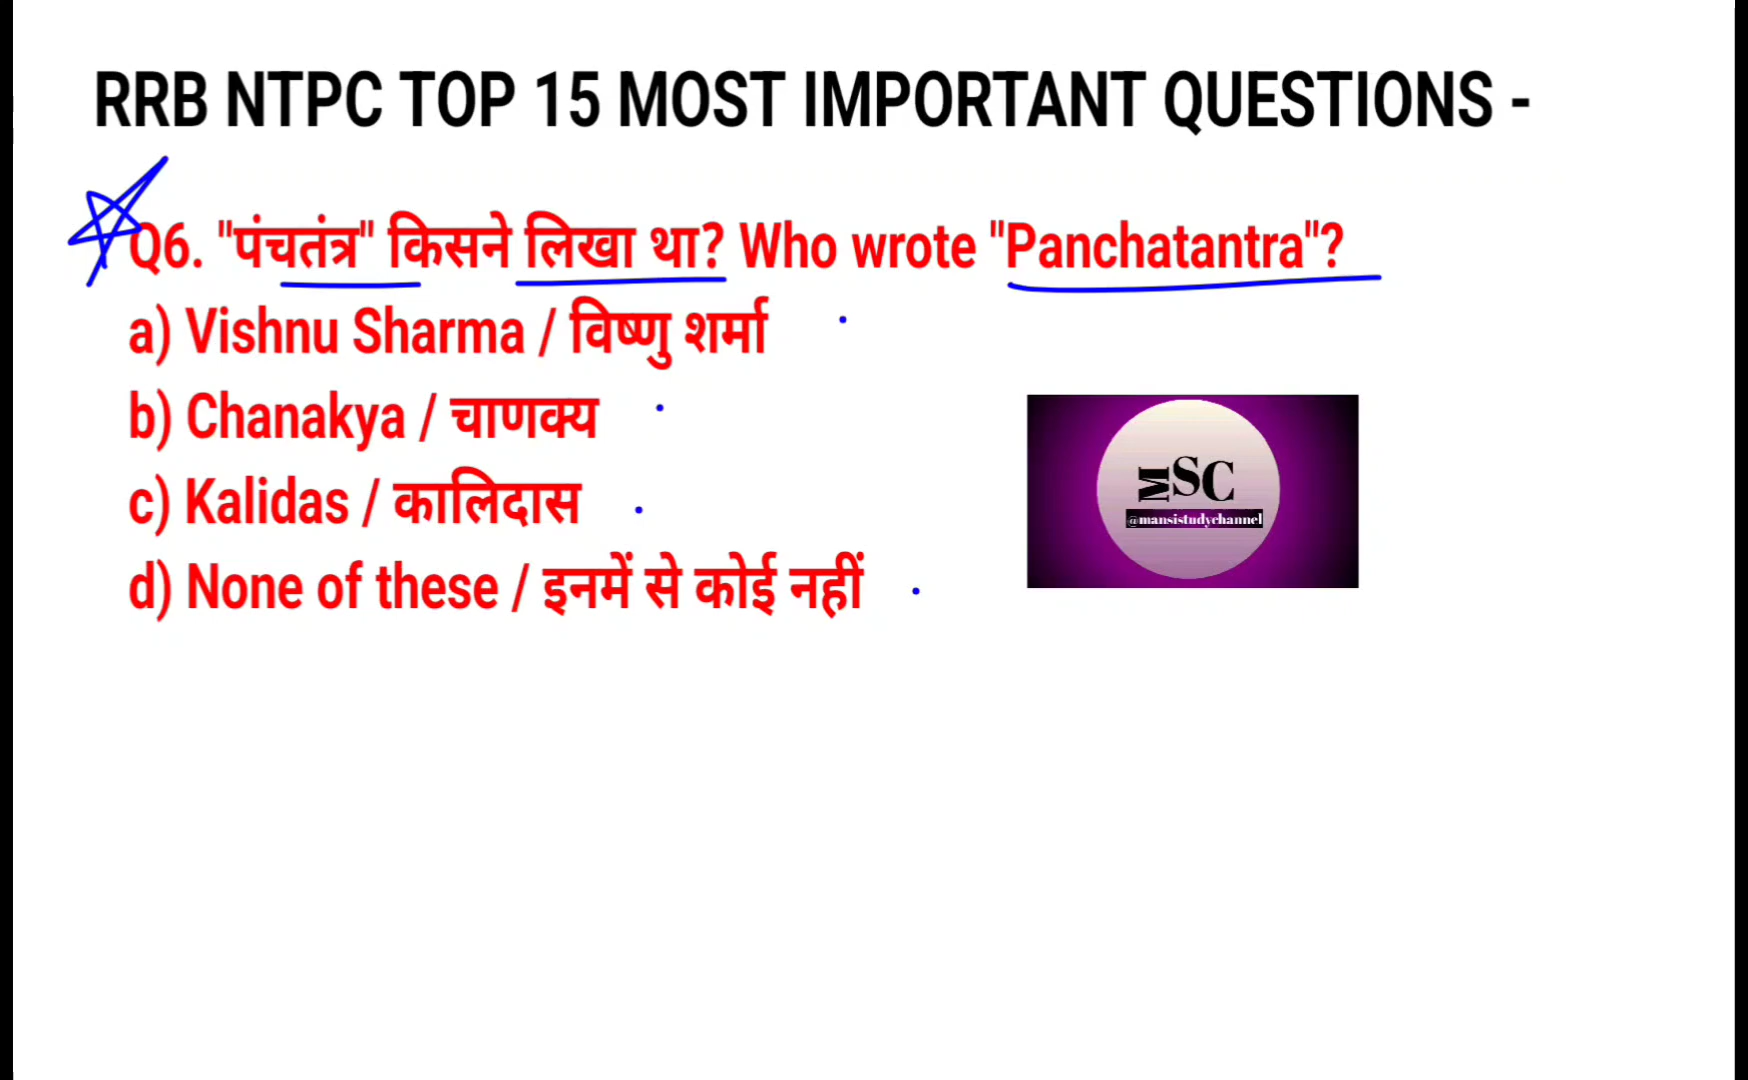 RRB NTPC TOP 15 MOST IMPORTANT QUESTIONS -
Q6. "पंचतंत्र" किसने लिखा था? Who wrote "Panchatantra"?
a) Vishnu Sharma / विष्णु शर्मा
b) Chanakya / चाणक्य
c) Kalidas / कालिदास
d) None of these / इनमें से कोई नहीं
MSC
@mansistudychannel